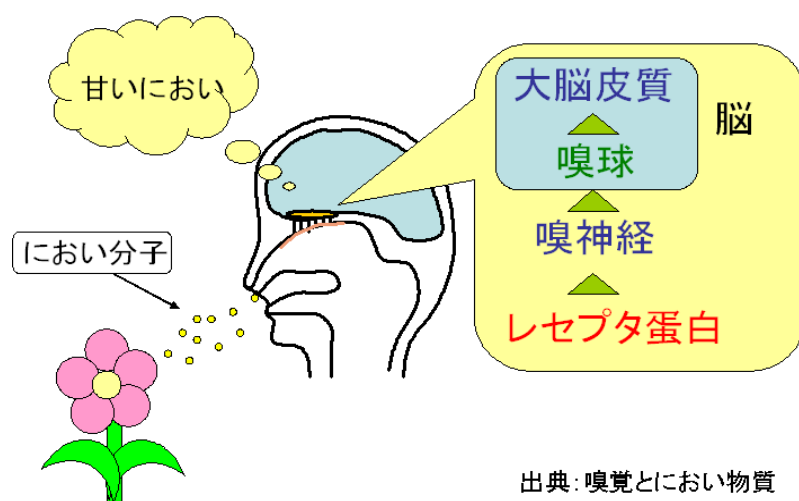 甘いにおい
におい分子
大脳皮質
嗅球
脳
嗅神経
レセプタ蛋白
出典:嗅覚とにおい物質